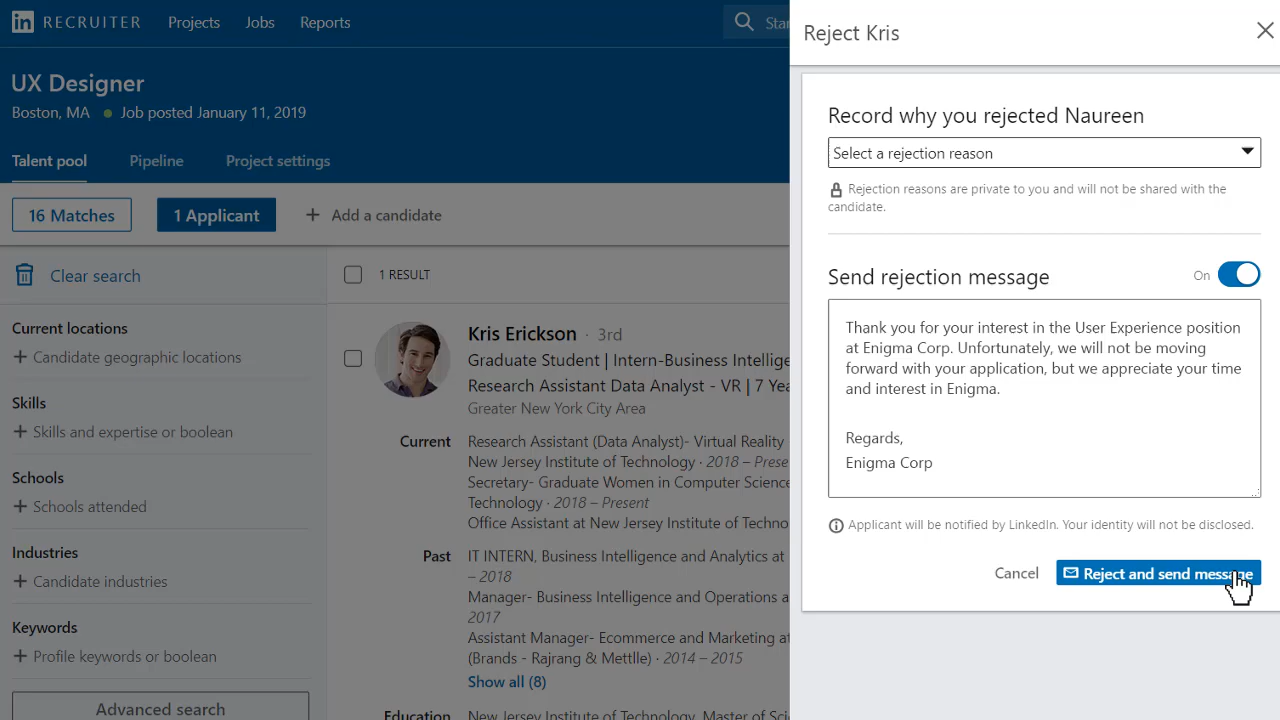 in RECRUITER Projects Jobs Reports
UX Designer
Boston, MA Job posted January 11, 2019
Talent pool Pipeline Project settings
16 Matches 1 Applicant + Add a candidate
Clear search
Current locations
+ Candidate geographic locations
Skills
+ Skills and expertise or boolean
Schools
+ Schools attended
Industries
+ Candidate industries
Keywords
+ Profile keywords or boolean
Advanced search
1 RESULT
Kris Erickson · 3rd
Graduate Student | Intern-Business Intellige
Research Assistant Data Analyst - VR | 7 Year
Greater New York City Area
Current Research Assistant (Data Analyst)- Virtual Reality
New Jersey Institute of Technology · 2018 – Prese
Secretary- Graduate Women in Computer Science
Technology · 2018 – Present
Office Assistant at New Jersey Institute of Techno
Past IT INTERN, Business Intelligence and Analytics at
– 2018
Manager- Business Intelligence and Operations a
2017
Assistant Manager- Ecommerce and Marketing at
(Brands - Rajrang & Mettlle) · 2014 – 2015
Show all (8)
Education New Jersey Institute of Technology, Master of Sci
Reject Kris
Record why you rejected Naureen
Select a rejection reason
Rejection reasons are private to you and will not be shared with the
candidate.
Send rejection message On
Thank you for your interest in the User Experience position
at Enigma Corp. Unfortunately, we will not be moving
forward with your application, but we appreciate your time
and interest in Enigma.
Regards,
Enigma Corp
Applicant will be notified by LinkedIn. Your identity will not be disclosed.
Cancel Reject and send message